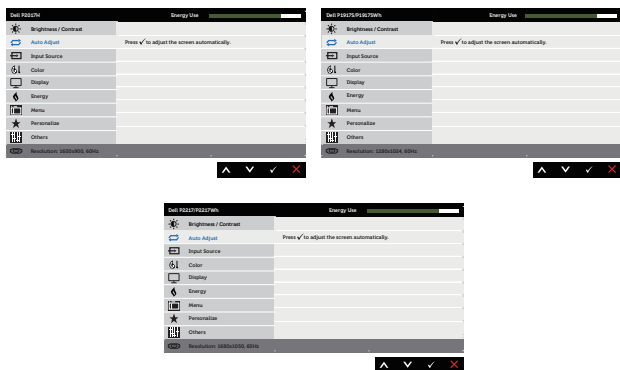 Dell P2017H
Energy Use
Brightness / Contrast
Auto Adjust
Press ✓ to adjust the screen automatically.
Input Source
Color
Display
Energy
Menu
Personalize
Others
Resolution: 1600x900, 60Hz
Dell P1917S/P1917SWh
Energy Use
Brightness / Contrast
Auto Adjust
Press ✓ to adjust the screen automatically.
Input Source
Color
Display
Energy
Menu
Personalize
Others
Resolution: 1280x1024, 60Hz
Dell P2217/P2217Wh
Energy Use
Brightness / Contrast
Auto Adjust
Press ✓ to adjust the screen automatically.
Input Source
Color
Display
Energy
Menu
Personalize
Others
Resolution: 1680x1050, 60Hz